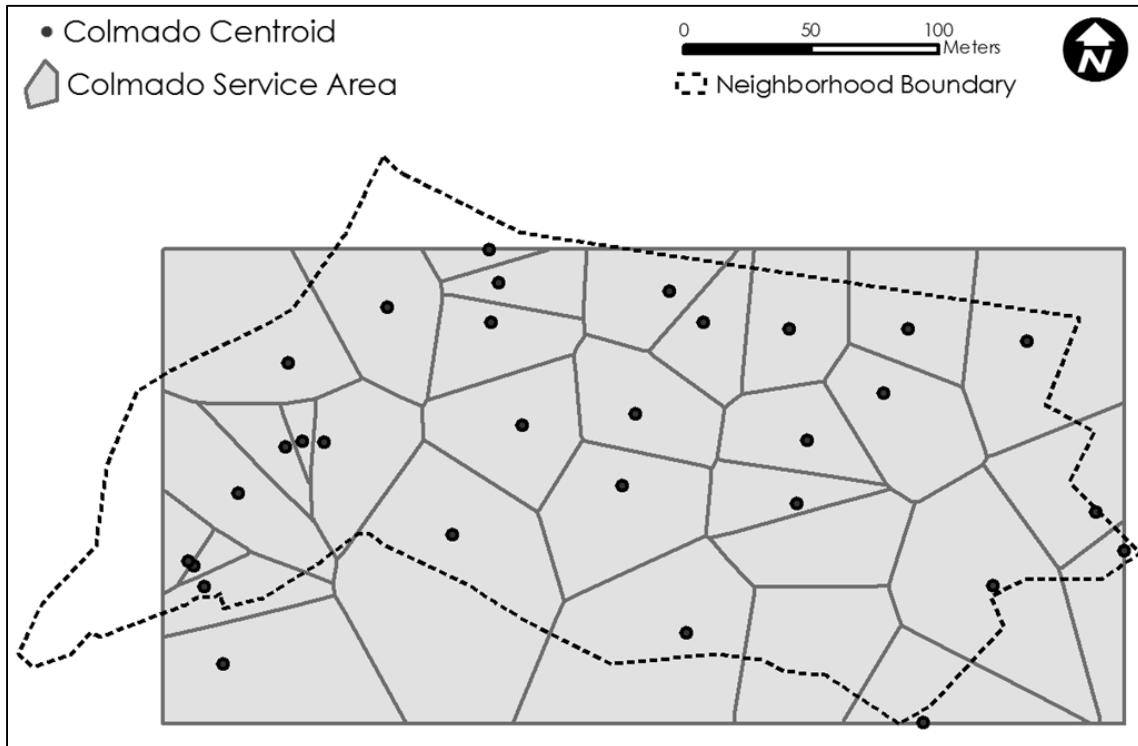 Colmado Centroid
Colmado Service Area
0 50 100
Meters
Neighborhood Boundary
N